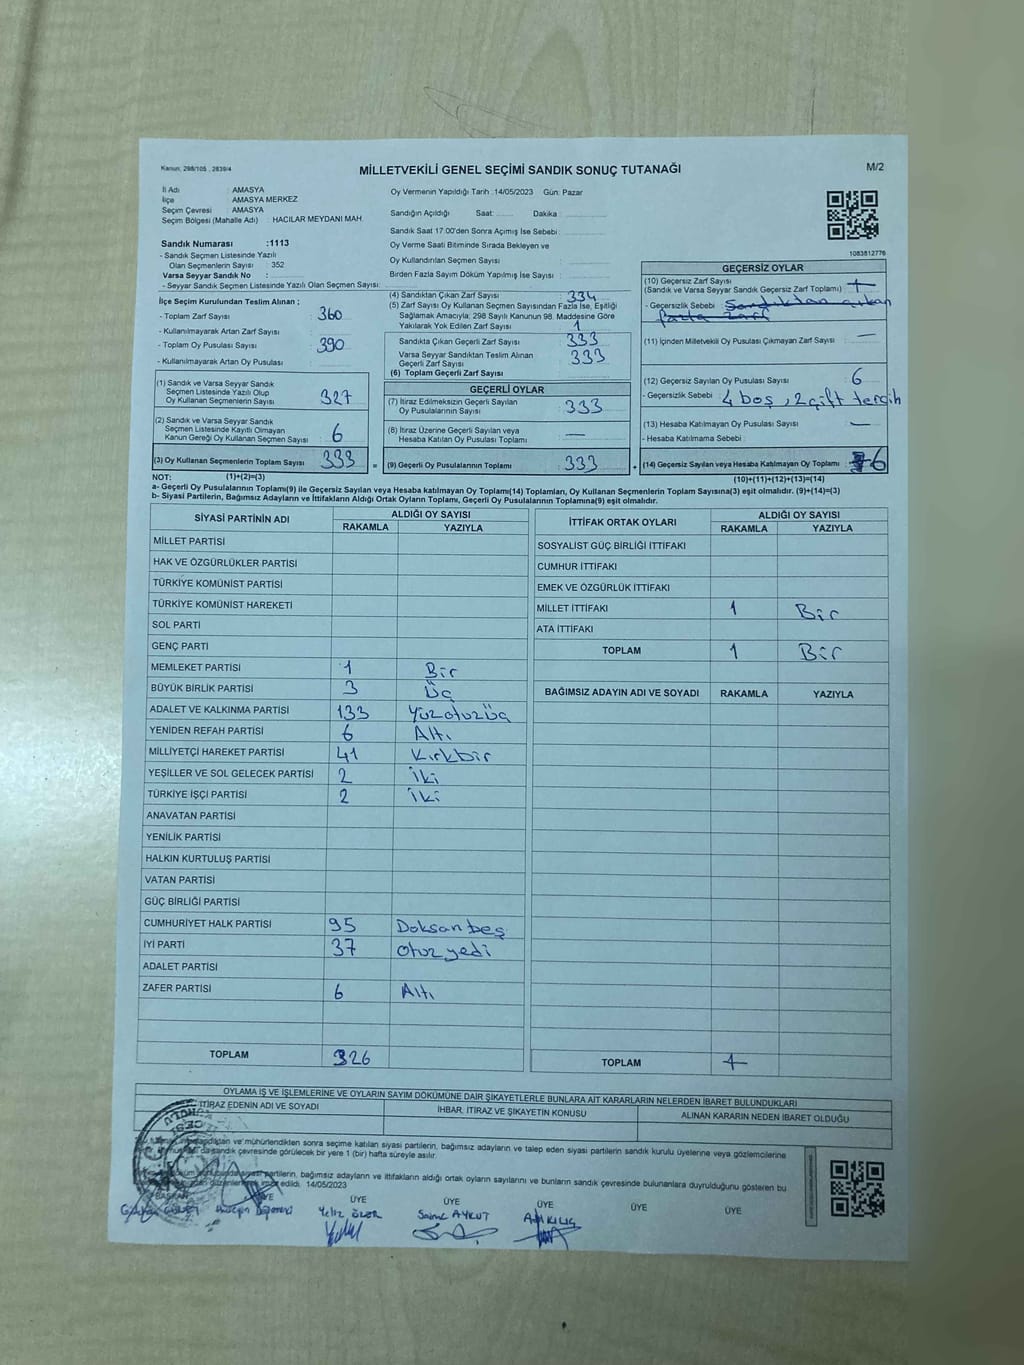 Kanun: 298/105 , 2839/4
MİLLETVEKİLİ GENEL SEÇİMİ SANDIK SONUÇ TUTANAĞI
M/2
İl Adı : AMASYA
İlçe : AMASYA MERKEZ
Seçim Çevresi : AMASYA
Seçim Bölgesi (Mahalle Adı) : HACILAR MEYDANI MAH.
Sandık Numarası :1113
- Sandık Seçmen Listesinde Yazılı
Olan Seçmenlerin Sayısı : 352
Varsa Seyyar Sandık No :
- Seyyar Sandık Seçmen Listesinde Yazılı Olan Seçmen Sayısı:
Oy Vermenin Yapıldığı Tarih :14/05/2023 Gün: Pazar
Sandığın Açıldığı Saat: Dakika :
Sandık Saat 17:00'den Sonra Açılmış İse Sebebi :
Oy Verme Saati Bitiminde Sırada Bekleyen ve
Oy Kullandırılan Seçmen Sayısı :
Birden Fazla Sayım Döküm Yapılmış İse Sayısı :
1083812776
İlçe Seçim Kurulundan Teslim Alınan ;
- Toplam Zarf Sayısı : 360
- Kullanılmayarak Artan Zarf Sayısı :
- Toplam Oy Pusulası Sayısı : 390
- Kullanılmayarak Artan Oy Pusulası :
(1) Sandık ve Varsa Seyyar Sandık
Seçmen Listesinde Yazılı Olup
Oy Kullanan Seçmenlerin Sayısı : 327
(2) Sandık ve Varsa Seyyar Sandık
Seçmen Listesinde Kayıtlı Olmayan
Kanun Gereği Oy Kullanan Seçmen Sayısı : 6
(3) Oy Kullanan Seçmenlerin Toplam Sayısı : 333
(4) Sandıktan Çıkan Zarf Sayısı : 334
(5) Zarf Sayısı Oy Kullanan Seçmen Sayısından Fazla İse, Eşitliği
Sağlamak Amacıyla; 298 Sayılı Kanunun 98. Maddesine Göre
Yakılarak Yok Edilen Zarf Sayısı : 1
Sandıkta Çıkan Geçerli Zarf Sayısı : 333
Varsa Seyyar Sandıktan Teslim Alınan
Geçerli Zarf Sayısı : 333
(6) Toplam Geçerli Zarf Sayısı
GEÇERLİ OYLAR
(7) İtiraz Edilmeksizin Geçerli Sayılan
Oy Pusulalarının Sayısı : 333
(8) İtiraz Üzerine Geçerli Sayılan veya
Hesaba Katılan Oy Pusulası Toplamı : —
= (9) Geçerli Oy Pusulalarının Toplamı : 333
GEÇERSİZ OYLAR
(10) Geçersiz Zarf Sayısı
(Sandık ve Varsa Seyyar Sandık Geçersiz Zarf Toplamı) : 1
- Geçersizlik Sebebi : Sandıktan çıkan
fazla zarf
(11) İçinden Milletvekili Oy Pusulası Çıkmayan Zarf Sayısı : —
(12) Geçersiz Sayılan Oy Pusulası Sayısı : 6
- Geçersizlik Sebebi : 4 boş, 2 çift tercih
(13) Hesaba Katılmayan Oy Pusulası Sayısı : —
- Hesaba Katılmama Sebebi :
+ (14) Geçersiz Sayılan veya Hesaba Katılmayan Oy Toplamı : 6
NOT: (1)+(2)=(3) (10)+(11)+(12)+(13)=(14)
a- Geçerli Oy Pusulalarının Toplamı(9) ile Geçersiz Sayılan veya Hesaba katılmayan Oy Toplamı(14) Toplamları, Oy Kullanan Seçmenlerin Toplam Sayısına(3) eşit olmalıdır. (9)+(14)=(3)
b- Siyasi Partilerin, Bağımsız Adayların ve İttifakların Aldığı Ortak Oyların Toplamı, Geçerli Oy Pusulalarının Toplamına(9) eşit olmalıdır.
SİYASİ PARTİNİN ADI ALDIĞI OY SAYISI
RAKAMLA YAZIYLA
MİLLET PARTİSİ
HAK VE ÖZGÜRLÜKLER PARTİSİ
TÜRKİYE KOMÜNİST PARTİSİ
TÜRKİYE KOMÜNİST HAREKETİ
SOL PARTİ
GENÇ PARTİ
MEMLEKET PARTİSİ 1 Bir
BÜYÜK BİRLİK PARTİSİ 3 Üç
ADALET VE KALKINMA PARTİSİ 133 Yüzotuzüç
YENİDEN REFAH PARTİSİ 6 Altı
MİLLİYETÇİ HAREKET PARTİSİ 41 Kırkbir
YEŞİLLER VE SOL GELECEK PARTİSİ 2 İki
TÜRKİYE İŞÇİ PARTİSİ 2 İki
ANAVATAN PARTİSİ
YENİLİK PARTİSİ
HALKIN KURTULUŞ PARTİSİ
VATAN PARTİSİ
GÜÇ BİRLİĞİ PARTİSİ
CUMHURİYET HALK PARTİSİ 95 Doksanbeş
İYİ PARTİ 37 otuzyedi
ADALET PARTİSİ
ZAFER PARTİSİ 6 Altı
TOPLAM 326
İTTİFAK ORTAK OYLARI ALDIĞI OY SAYISI
RAKAMLA YAZIYLA
SOSYALİST GÜÇ BİRLİĞİ İTTİFAKI
CUMHUR İTTİFAKI
EMEK VE ÖZGÜRLÜK İTTİFAKI
MİLLET İTTİFAKI 1 Bir
ATA İTTİFAKI
TOPLAM 1 Bir
BAĞIMSIZ ADAYIN ADI VE SOYADI RAKAMLA YAZIYLA
TOPLAM 1
OYLAMA İŞ VE İŞLEMLERİNE VE OYLARIN SAYIM DÖKÜMÜNE DAİR ŞİKAYETLERLE BUNLARA AİT KARARLARIN NELERDEN İBARET BULUNDUKLARI
İTİRAZ EDENİN ADI VE SOYADI
İHBAR, İTİRAZ VE ŞİKAYETİN KONUSU
ALINAN KARARIN NEDEN İBARET OLDUĞU
ve mühürlendikten sonra seçime katılan siyasi partilerin, bağımsız adayların ve talep eden siyasi partilerin sandık kurulu üyelerine veya gözlemcilerine
sandık çevresinde görülecek bir yere 1 (bir) hafta süreyle asılır.
partilerin, bağımsız adayların ve ittifakların aldığı ortak oyların sayılarını ve bunların sandık çevresinde bulunanlara duyrulduğunu gösteren bu
edildi. 14/05/2023
BAŞKAN ÜYE ÜYE ÜYE ÜYE ÜYE
Yeliz ÖZER AYKUT KILIÇ